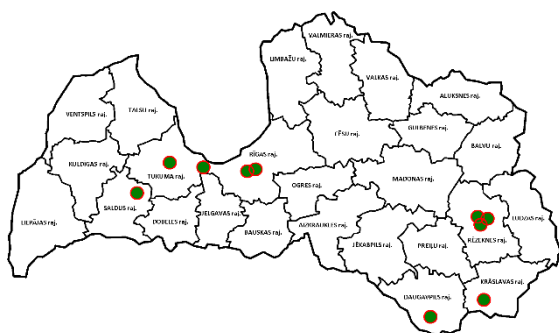 VALMIERAS raj.
LIMBAŽU raj.
VALKAS raj.
TALSU raj.
ALUKSNES raj.
VENTSPILS raj.
GULBENES raj.
CĒSU raj.
BALVU raj.
RĪGAS raj.
KULDIGAS raj.
TUKUMA raj.
MADONAS raj.
OGRES raj.
SALDUS raj.
JELGAVAS raj.
LUDZAS raj.
LIEPĀJAS raj.
DOBELES raj.
AIZKRAUKLES raj.
BAUSKAS raj.
JĒKABPILS raj.
PREIĻU raj.
RĒZEKNES raj.
KRĀSLAVAS raj.
DAUGAVPILS raj.